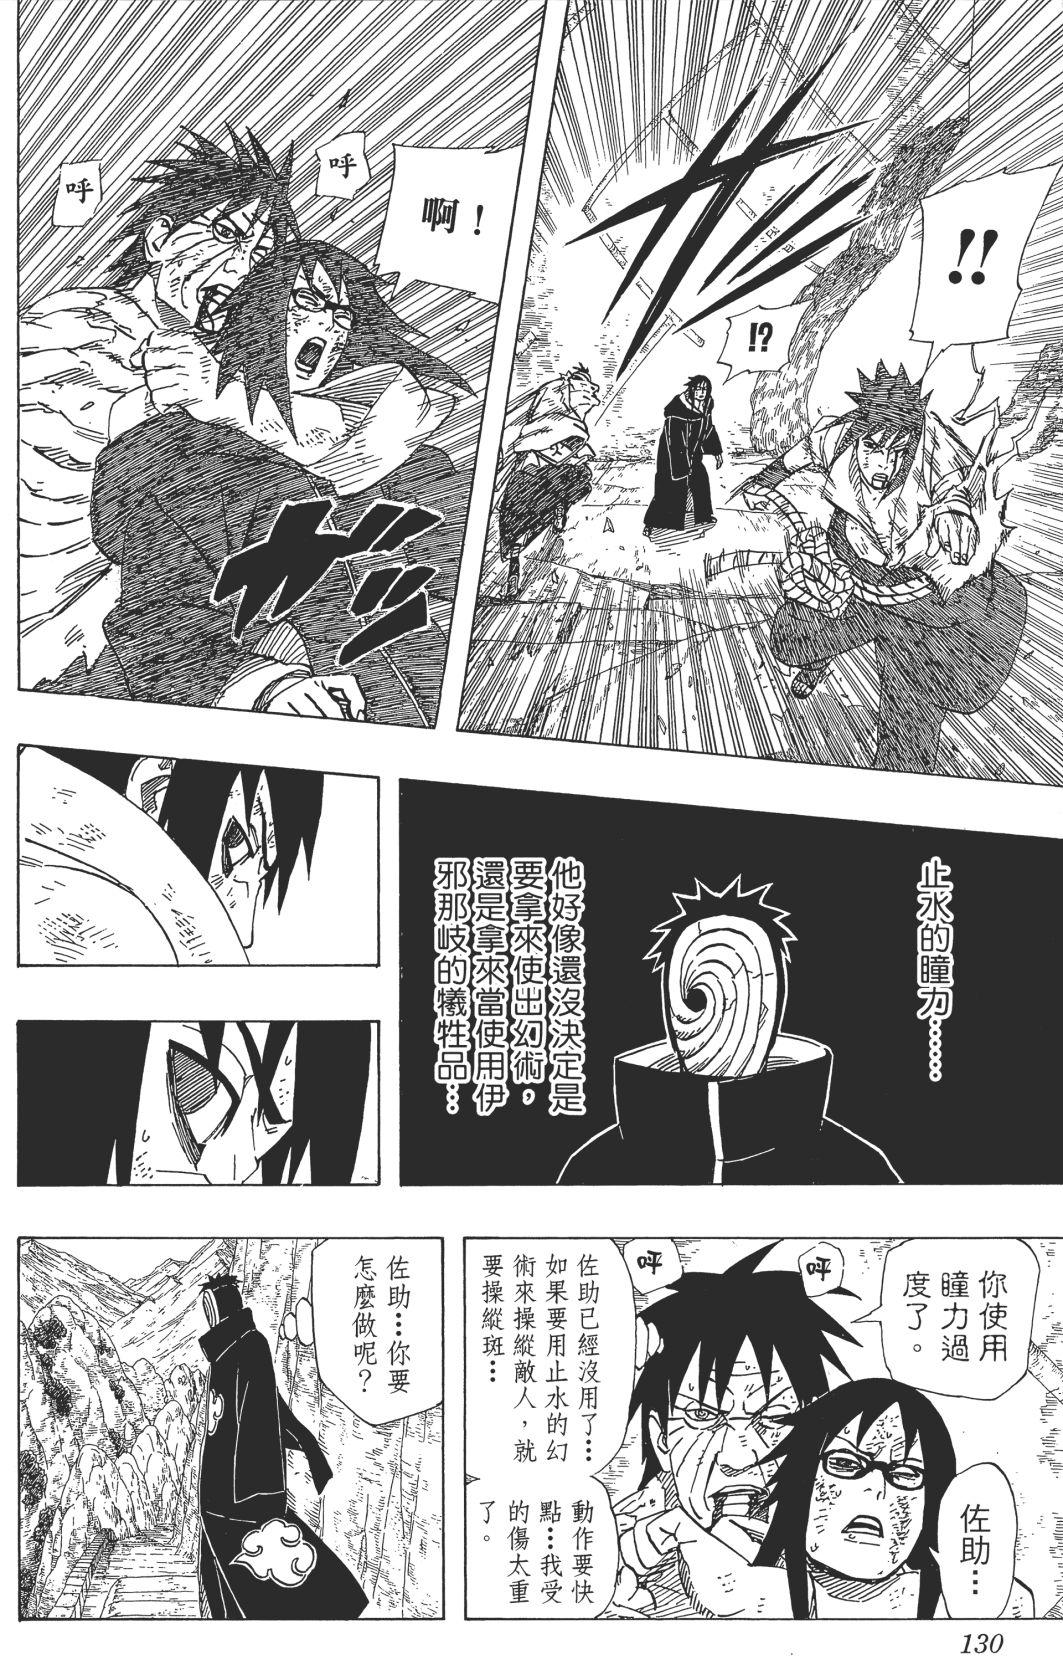 !!
!?
ガッ
啊！
呼
呼
ガガッ
止水的瞳力……
他好像還沒決定是
要拿來使出幻術，
還是拿來當使用伊
邪那岐的犧牲品…
你使用
瞳力過
度了。
佐助…
呼
呼
佐助已經沒用了…
如果要用止水的幻
術來操縱敵人，就
要操縱斑…
動作要快
點…我受
的傷太重
了。
佐助…你要
怎麼做呢？
130